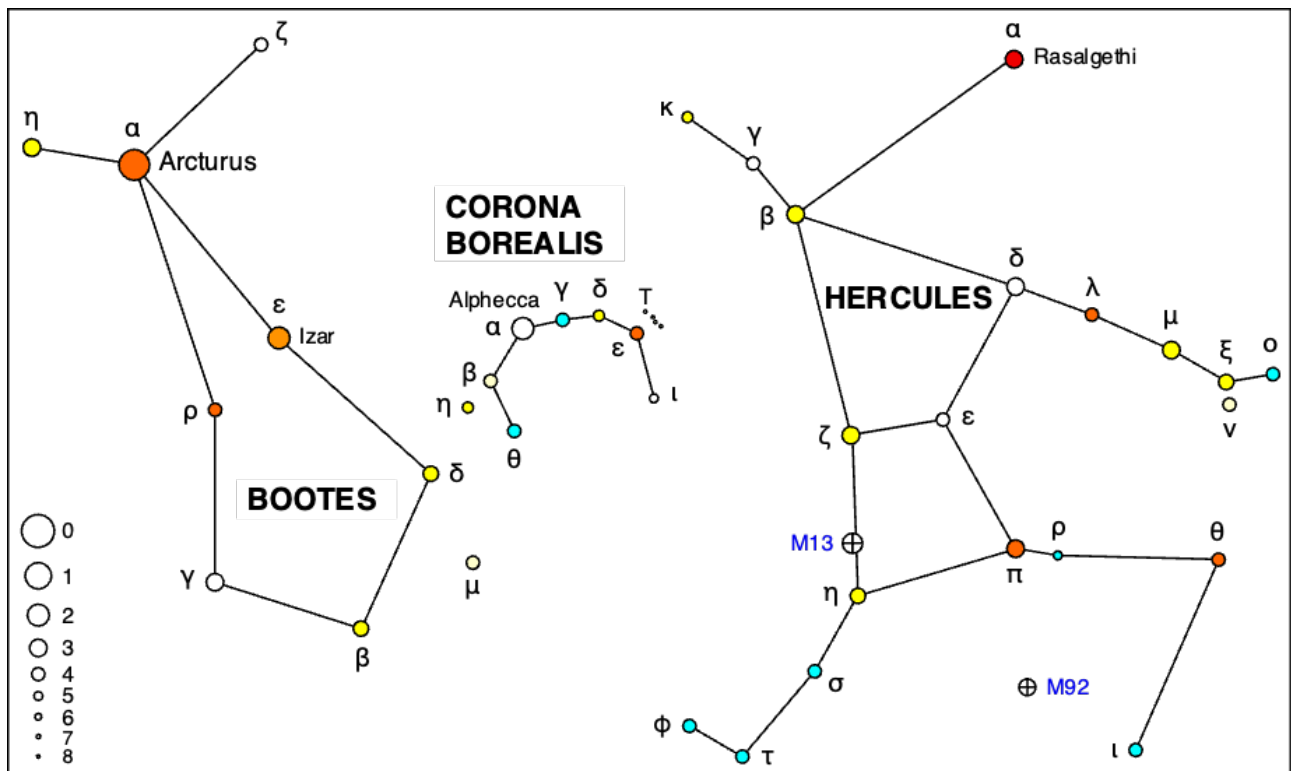 ζ
α
Rasalgethi
η
α
Arcturus
κ
γ
β
CORONA
BOREALIS
δ
HERCULES
λ
μ
ξ
ο
ν
ε
Izar
Alphecca
α
γ
δ
T
ε
β
η
θ
ι
ρ
δ
BOOTES
γ
β
μ
ζ
ε
M13
η
π
ρ
θ
σ
M92
φ
τ
ι
0
1
2
3
4
5
6
7
8